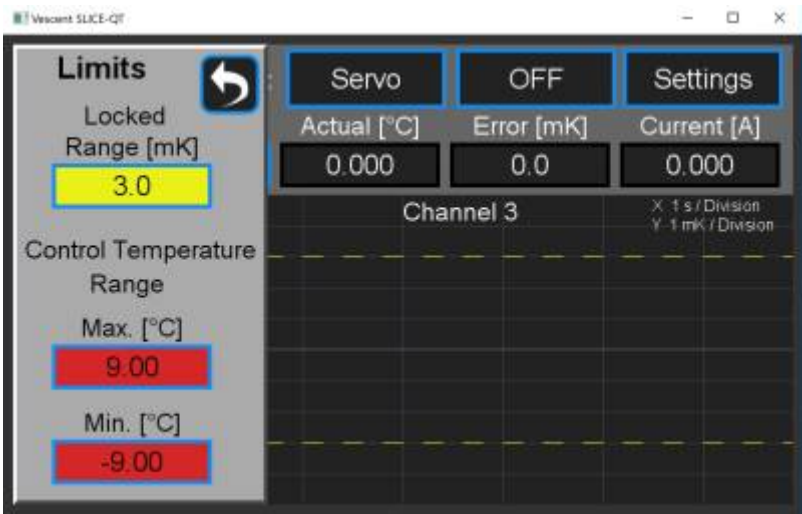 Vescent SLICE-QT
Limits
Locked
Range [mK]
3.0
Control Temperature
Range
Max. [°C]
9.00
Min. [°C]
-9.00
Servo
OFF
Settings
Actual [°C]
Error [mK]
Current [A]
0.000
0.0
0.000
Channel 3
X 1 s / Division
Y 1 mK / Division